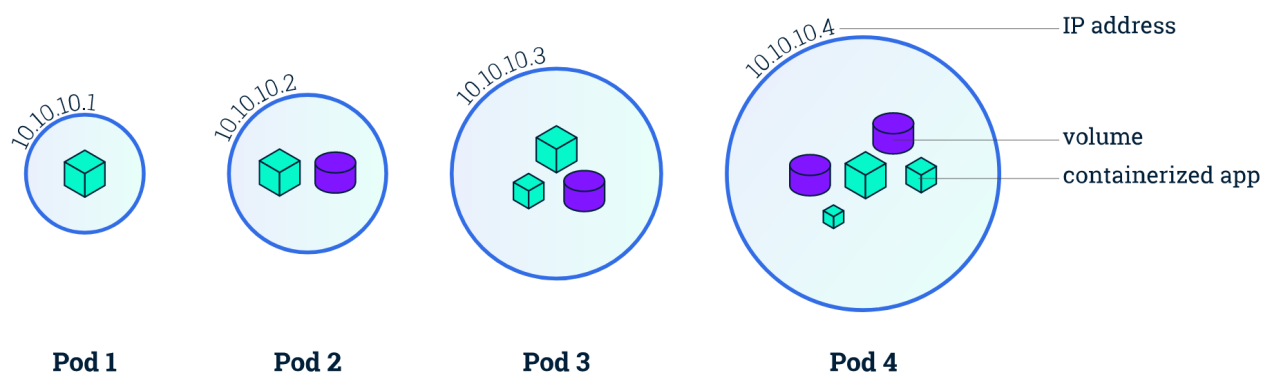 10.10.10.1
10.10.10.2
10.10.10.3
10.10.10.4
IP address
volume
containerized app
Pod 1
Pod 2
Pod 3
Pod 4